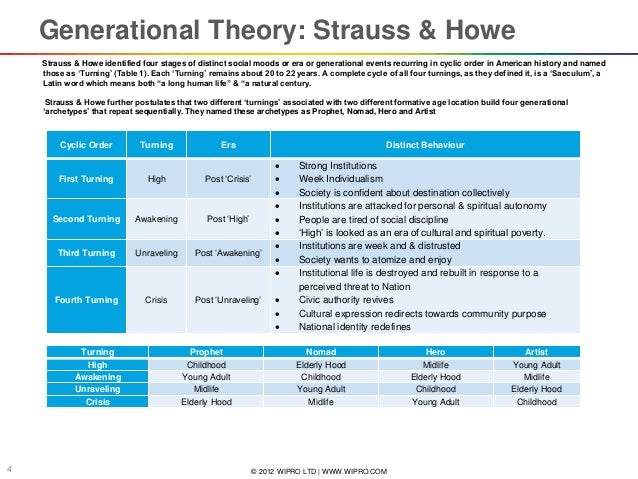 Generational Theory: Strauss & Howe
Strauss & Howe identified four stages of distinct social moods or era or generational events recurring in cyclic order in American history and named
those as ‘Turning’ (Table 1). Each ‘Turning’ remains about 20 to 22 years. A complete cycle of all four turnings, as they defined it, is a ‘Saeculum’, a
Latin word which means both “a long human life” & “a natural century.
Strauss & Howe further postulates that two different ‘turnings’ associated with two different formative age location build four generational
‘archetypes’ that repeat sequentially. They named these archetypes as Prophet, Nomad, Hero and Artist
Cyclic Order Turning Era Distinct Behaviour
First Turning High Post ‘Crisis’
• Strong Institutions
• Week Individualism
• Society is confident about destination collectively
Second Turning Awakening Post ‘High’
• Institutions are attacked for personal & spiritual autonomy
• People are tired of social discipline
• ‘High’ is looked as an era of cultural and spiritual poverty.
Third Turning Unraveling Post ‘Awakening’
• Institutions are week and & distrusted
• Society wants to atomize and enjoy
Fourth Turning Crisis Post ‘Unraveling’
• Institutional life is destroyed and rebuilt in response to a
perceived threat to Nation
• Civic authority revives
• Cultural expression redirects towards community purpose
• National identity redefines
Turning Prophet Nomad Hero Artist
High Childhood Elderly Hood Midlife Young Adult
Awakening Young Adult Childhood Elderly Hood Midlife
Unraveling Midlife Young Adult Childhood Elderly Hood
Crisis Elderly Hood Midlife Young Adult Childhood
4
© 2012 WIPRO LTD | WWW.WIPRO.COM